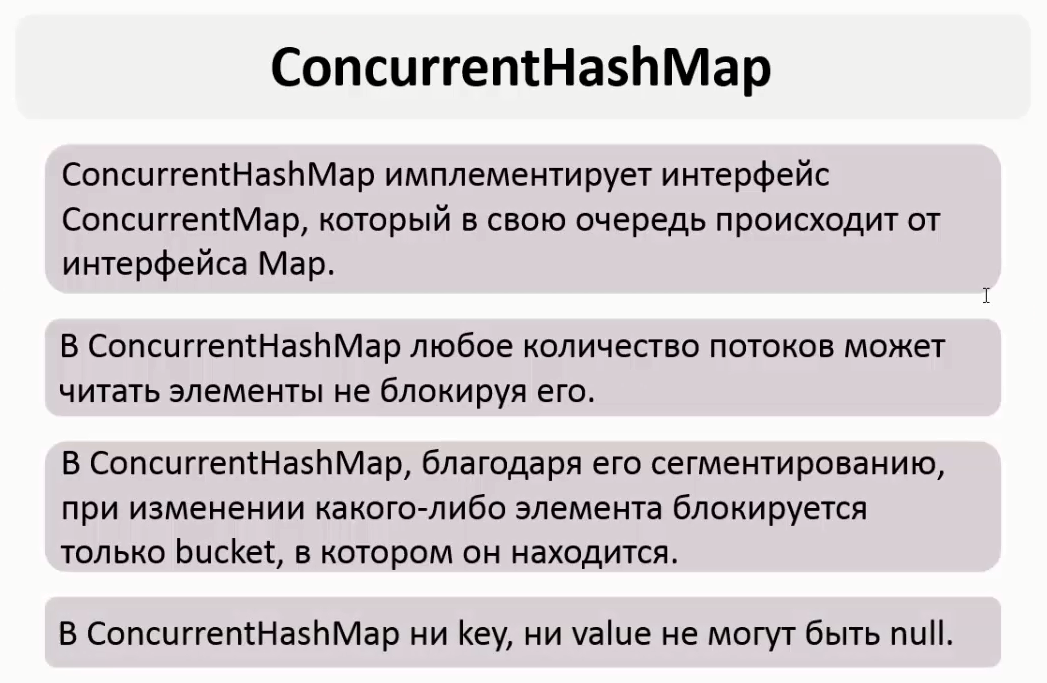 ConcurrentHashMap
ConcurrentHashMap имплементирует интерфейс
ConcurrentMap, который в свою очередь происходит от
интерфейса Map.
В ConcurrentHashMap любое количество потоков может
читать элементы не блокируя его.
В ConcurrentHashMap, благодаря его сегментированию,
при изменении какого-либо элемента блокируется
только bucket, в котором он находится.
В ConcurrentHashMap ни key, ни value не могут быть null.